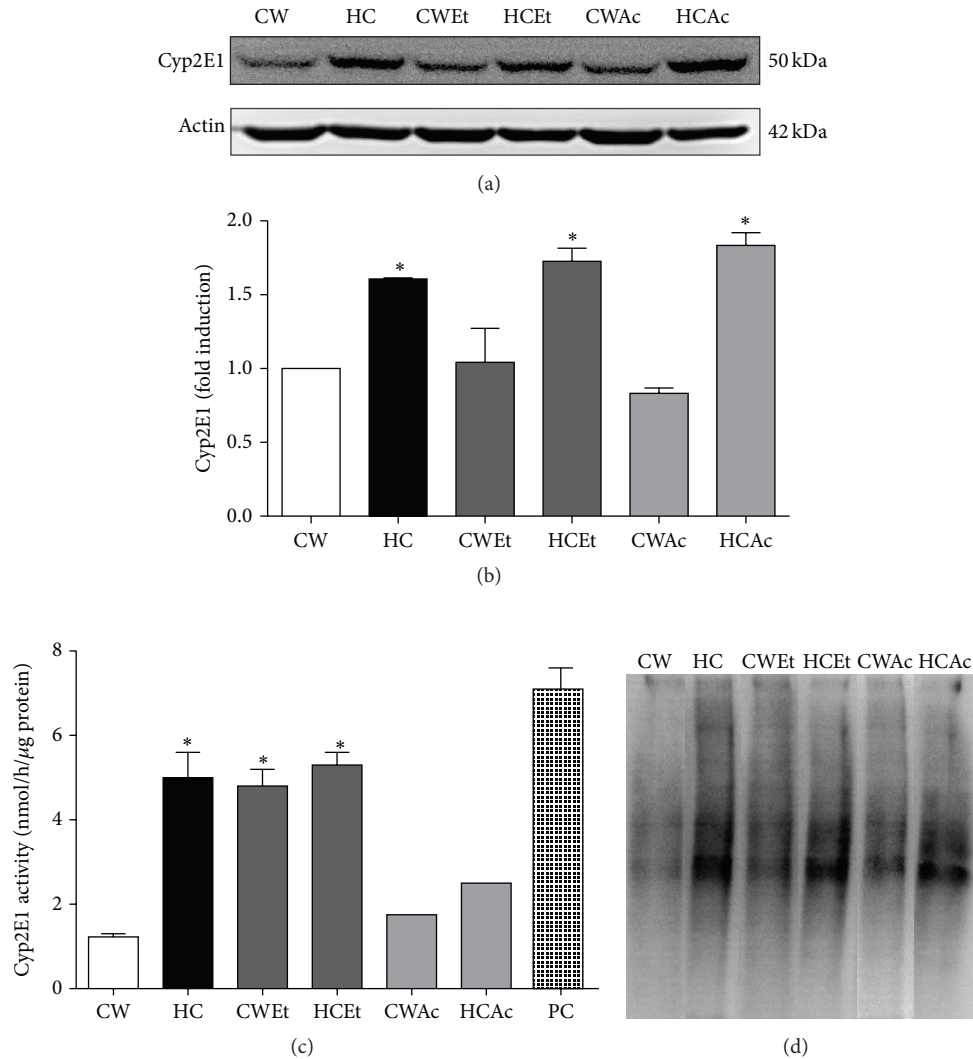 CW HC CWEt HCEt CWAc HCAc
Cyp2E1 50 kDa
Actin 42 kDa
(a)
Cyp2E1 (fold induction)
2.0
1.5
1.0
0.5
0.0
* * *
CW HC CWEt HCEt CWAc HCAc
(b)
Cyp2E1 activity (nmol/h/µg protein)
8
6
4
2
0
* * *
CW HC CWEt HCEt CWAc HCAc PC
(c)
CW HC CWEt HCEt CWAc HCAc
(d)